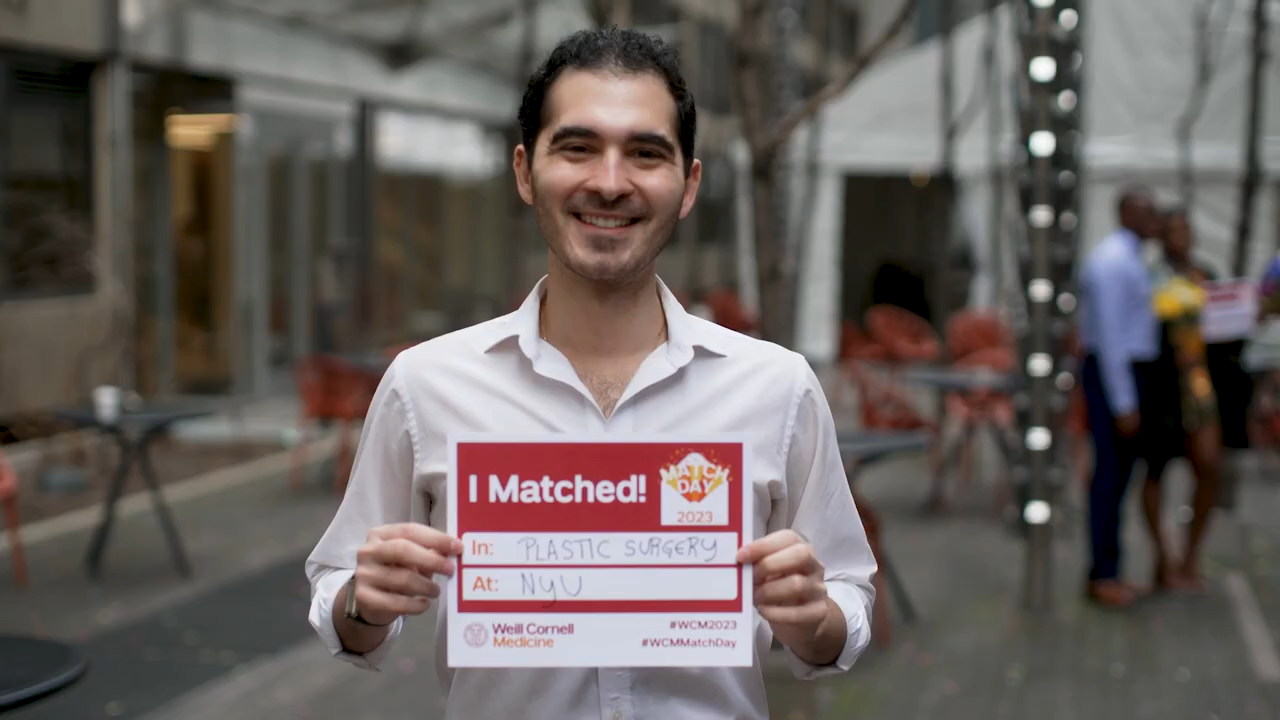 I Matched!
MATCH
DAY
2023
In: PLASTIC SURGERY
At: NYU
Weill Cornell
Medicine
#WCM2023
#WCMMatchDay